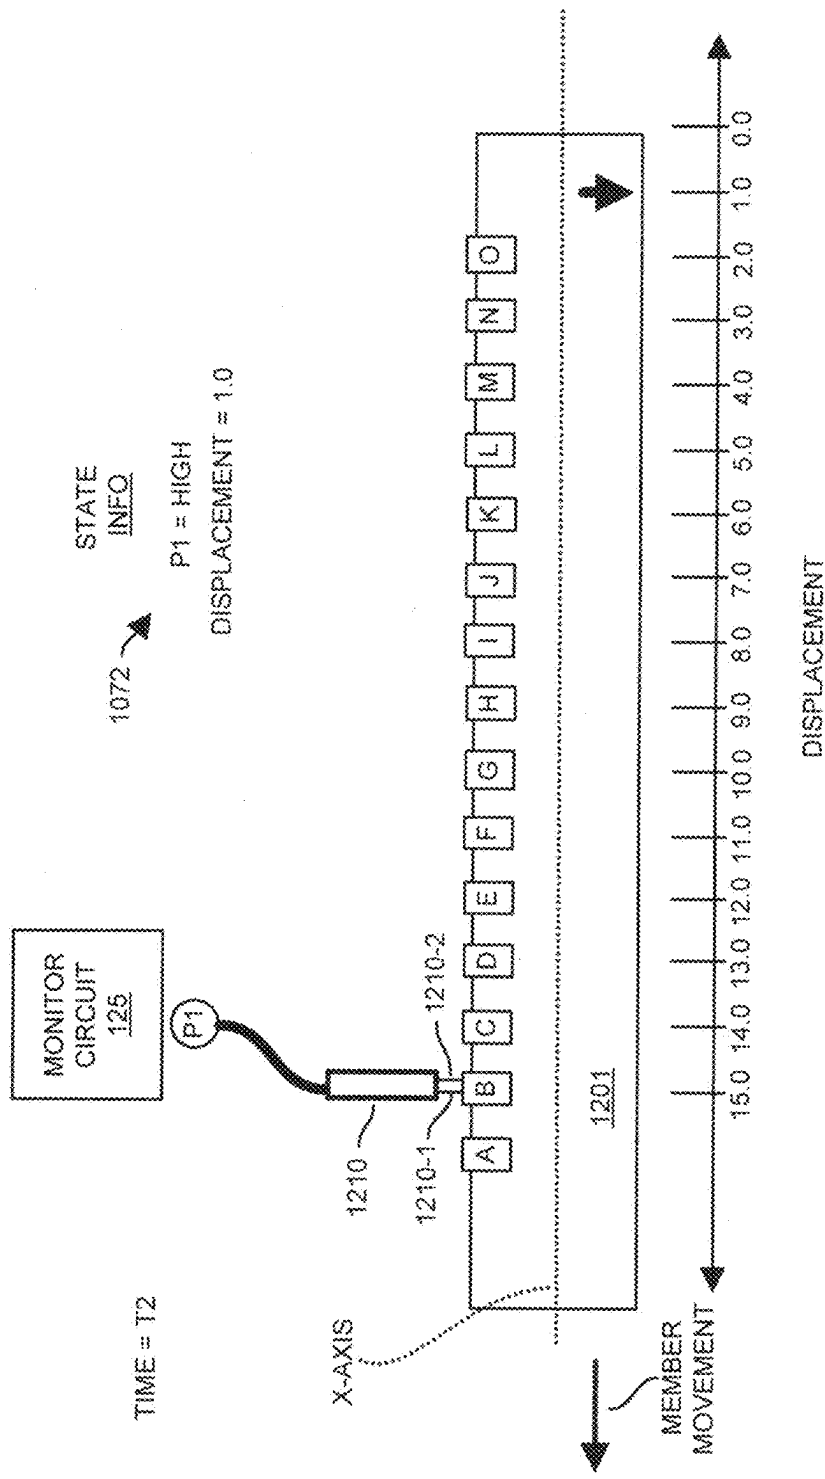 TIME = T2
MONITOR
CIRCUIT
125
P1
1072
STATE
INFO
P1 = HIGH
DISPLACEMENT = 1.0
X-AXIS
1210
1210-1
1210-2
A B C D E F G H I J K L M N O
1201
MEMBER
MOVEMENT
15.0 14.0 13.0 12.0 11.0 10.0 9.0 8.0 7.0 6.0 5.0 4.0 3.0 2.0 1.0 0.0
DISPLACEMENT